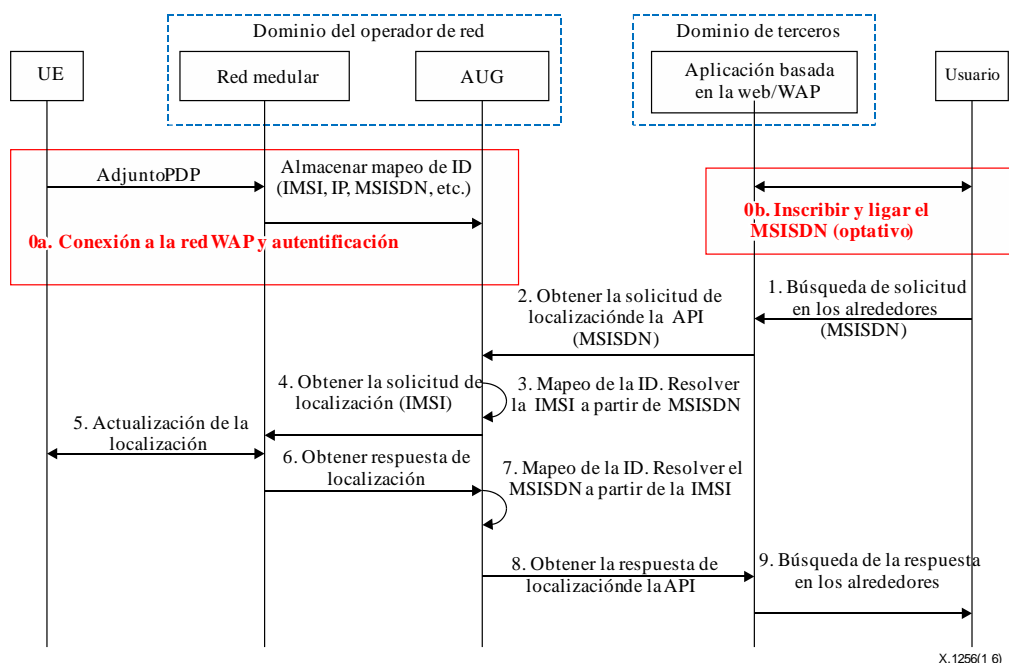 Dominio del operador de red
Dominio de terceros
UE
Red medular
AUG
Aplicación basada
en la web/WAP
Usuario
AdjuntoPDP
Almacenar mapeo de ID
(IMSI, IP, MSISDN, etc.)
0a. Conexión a la red WAP y autentificación
0b. Inscribir y ligar el
MSISDN (optativo)
1. Búsqueda de solicitud
en los alrededores
(MSISDN)
2. Obtener la solicitud de
localizaciónde la API
(MSISDN)
3. Mapeo de la ID. Resolver
la IMSI a partir de MSISDN
4. Obtener la solicitud de
localización (IMSI)
5. Actualización de la
localización
6. Obtener respuesta de
localización
7. Mapeo de la ID. Resolver el
MSISDN a partir de la IMSI
8. Obtener la respuesta de
localizaciónde la API
9. Búsqueda de la respuesta
en los alrededores
X.1256(1 6)